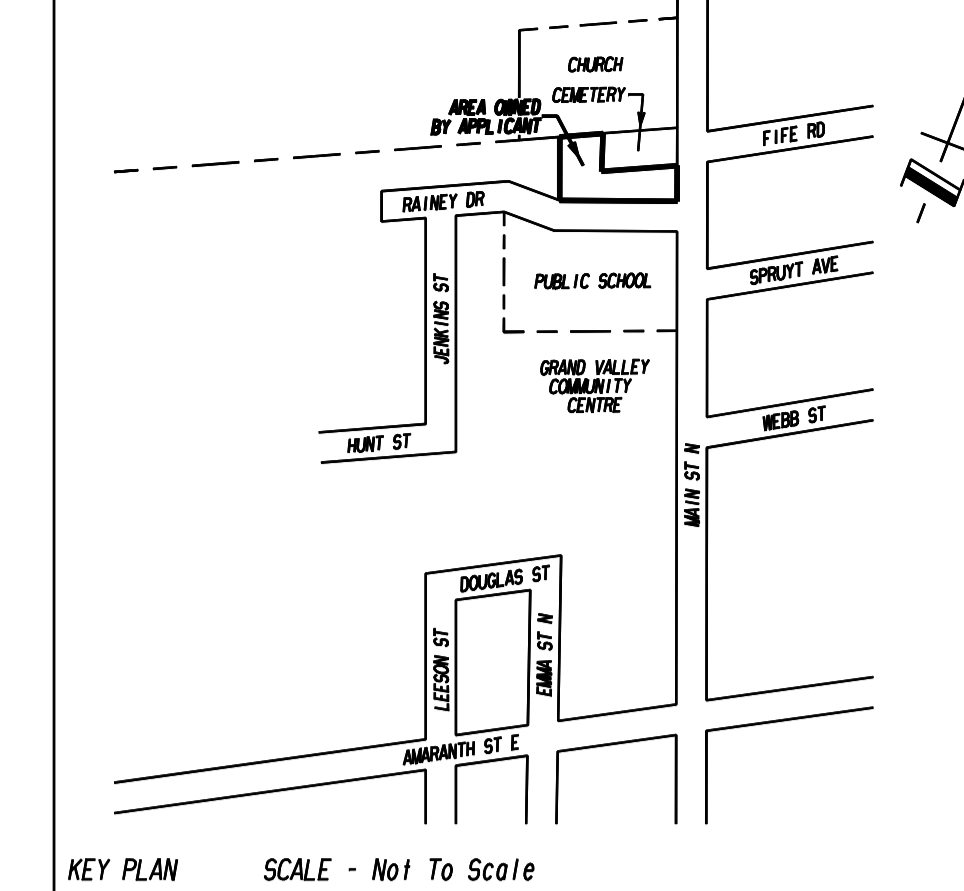 CHURCH
CEMETERY
AREA OWNED
BY APPLICANT
FIFE RD
RAINEY DR
SPRUYT AVE
PUBLIC SCHOOL
JENKINS ST
GRAND VALLEY
COMMUNITY
CENTRE
WEBB ST
HUNT ST
MAIN ST N
DOUGLAS ST
LEESON ST
EMMA ST N
AMARANTH ST E
KEY PLAN SCALE - Not To Scale